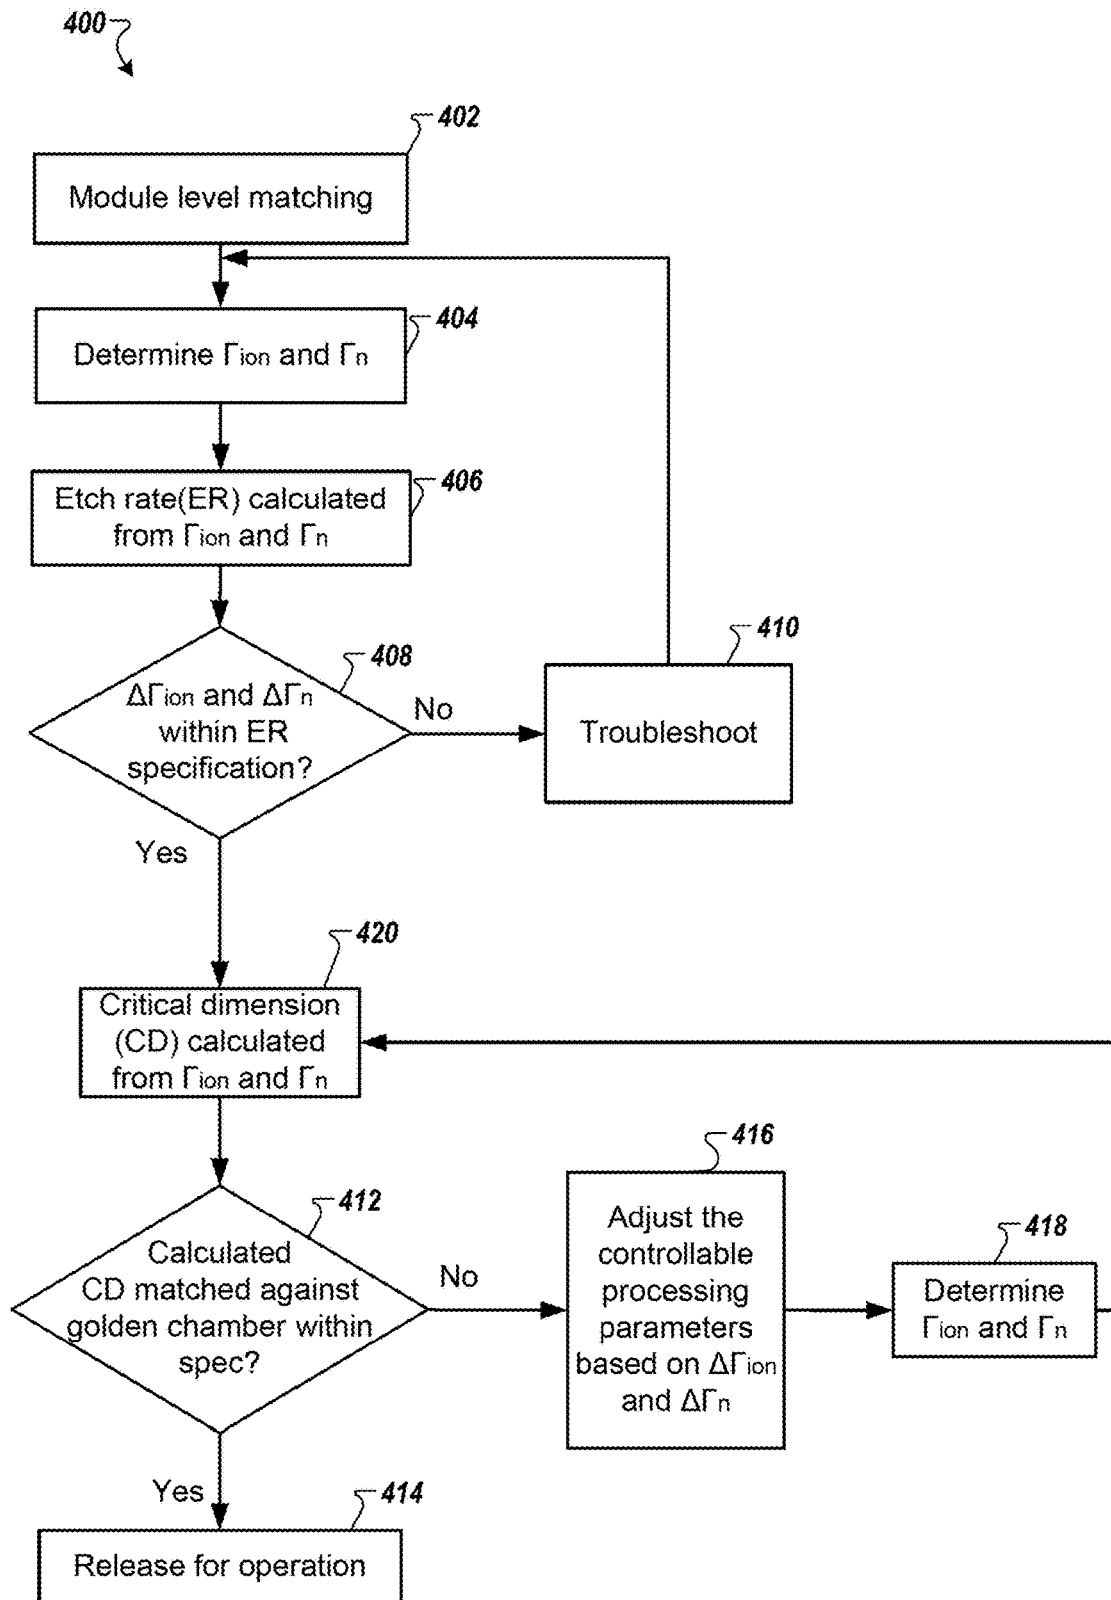 400
402
Module level matching
404
Determine Γion and Γn
406
Etch rate(ER) calculated
from Γion and Γn
408
ΔΓion and ΔΓn
within ER
specification?
No
410
Troubleshoot
Yes
420
Critical dimension
(CD) calculated
from Γion and Γn
412
Calculated
CD matched against
golden chamber within
spec?
No
416
Adjust the
controllable
processing
parameters
based on ΔΓion
and ΔΓn
418
Determine
Γion and Γn
Yes
414
Release for operation